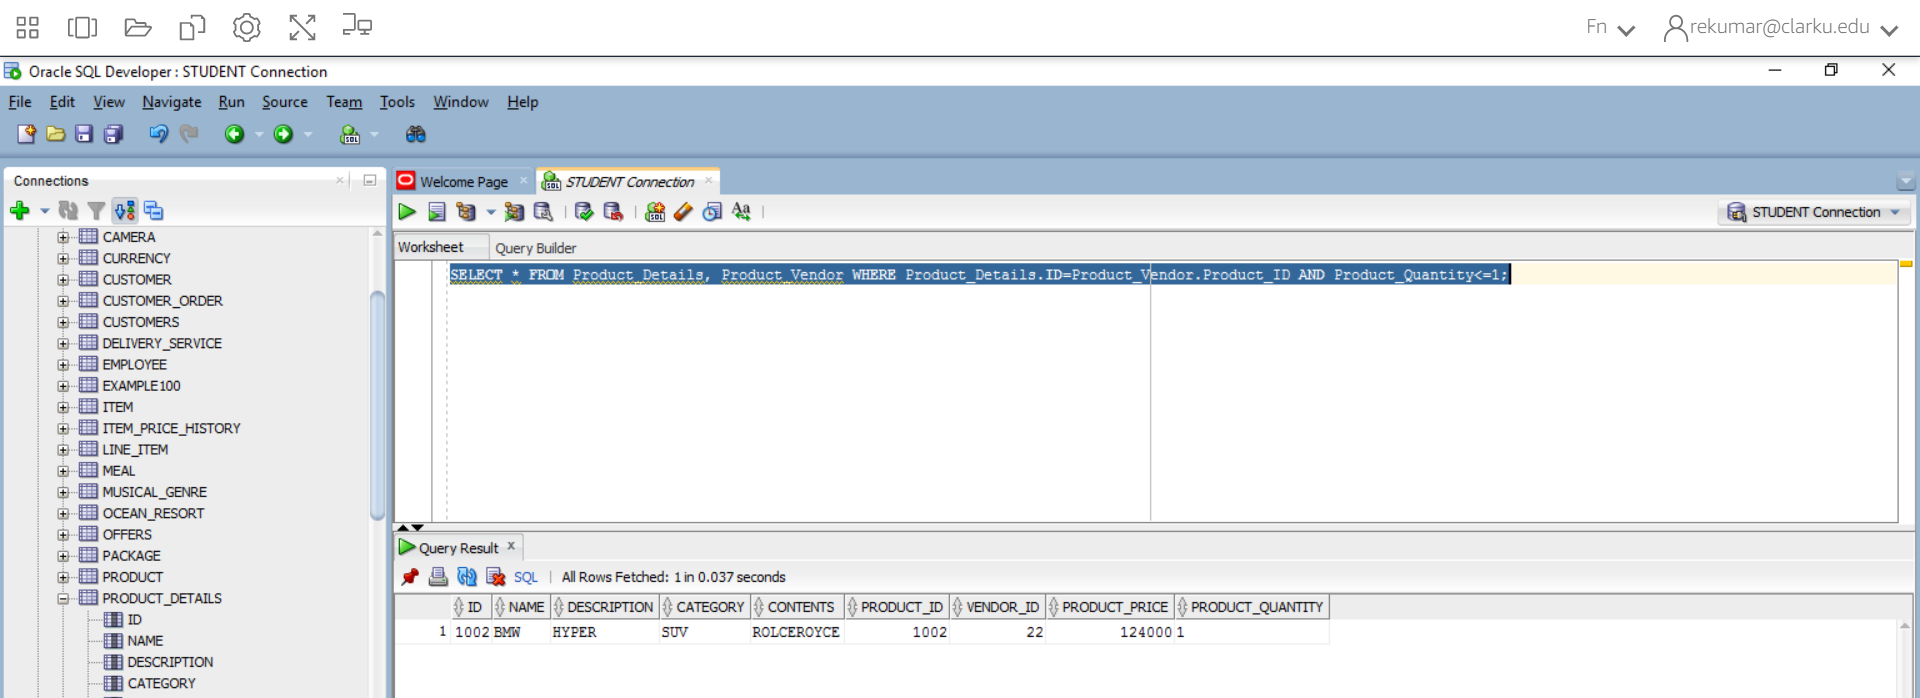 Fn
rekumar@clarku.edu
Oracle SQL Developer : STUDENT Connection
File Edit View Navigate Run Source Team Tools Window Help
Connections
Welcome Page
STUDENT Connection
STUDENT Connection
Worksheet Query Builder
SELECT * FROM Product_Details, Product_Vendor WHERE Product_Details.ID=Product_Vendor.Product_ID AND Product_Quantity<=1;
CAMERA
CURRENCY
CUSTOMER
CUSTOMER_ORDER
CUSTOMERS
DELIVERY_SERVICE
EMPLOYEE
EXAMPLE100
ITEM
ITEM_PRICE_HISTORY
LINE_ITEM
MEAL
MUSICAL_GENRE
OCEAN_RESORT
OFFERS
PACKAGE
PRODUCT
PRODUCT_DETAILS
ID
NAME
DESCRIPTION
CATEGORY
Query Result
SQL | All Rows Fetched: 1 in 0.037 seconds
ID NAME DESCRIPTION CATEGORY CONTENTS PRODUCT_ID VENDOR_ID PRODUCT_PRICE PRODUCT_QUANTITY
1 1002 BMW HYPER SUV ROLCEROYCE 1002 22 124000 1